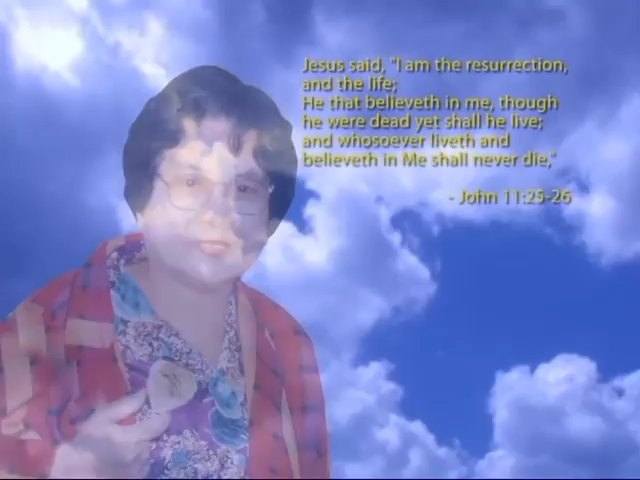 Jesus said, "I am the resurrection,
and the life;
He that believeth in me, though
he were dead yet shall he live;
and whosoever liveth and
believeth in Me shall never die,"
- John 11:25-26